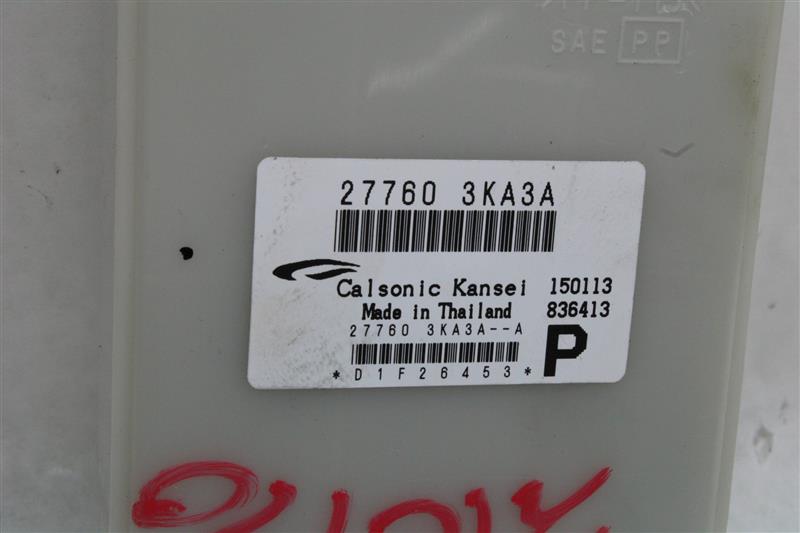 SAE PP
27760 3KA3A
Calsonic Kansei 150113
Made in Thailand 836413
27760 3KA3A--A
P
*D1F26453*